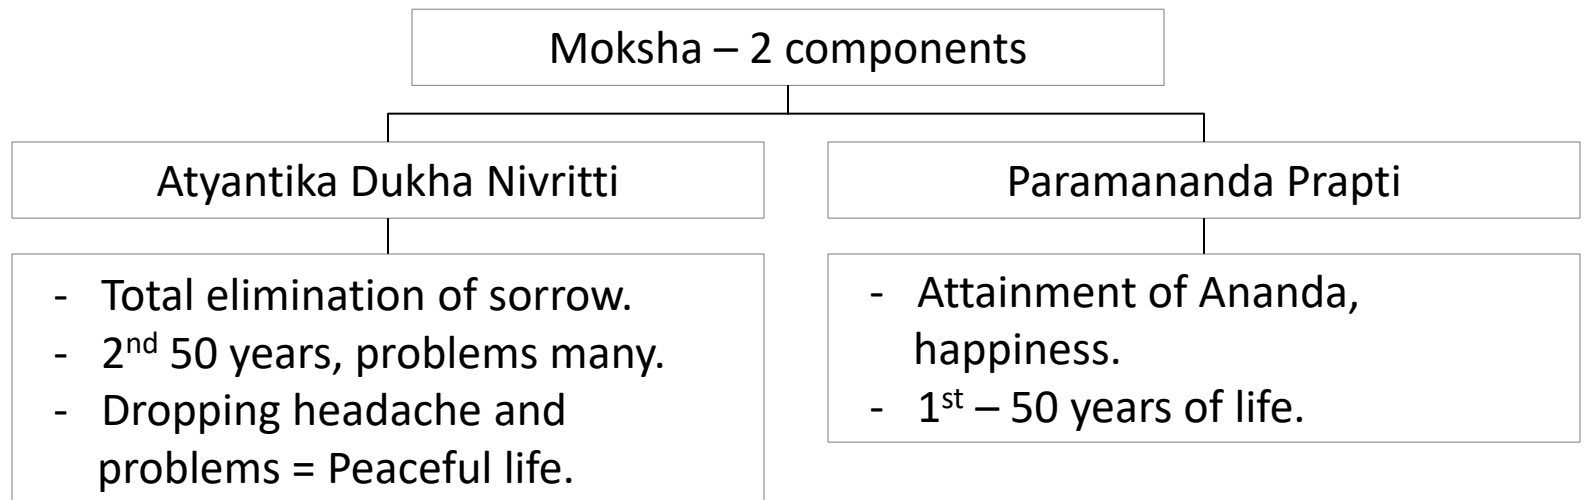 Moksha – 2 components
Atyantika Dukha Nivritti
- Total elimination of sorrow.
- 2nd 50 years, problems many.
- Dropping headache and
problems = Peaceful life.
Paramananda Prapti
- Attainment of Ananda,
happiness.
- 1st – 50 years of life.